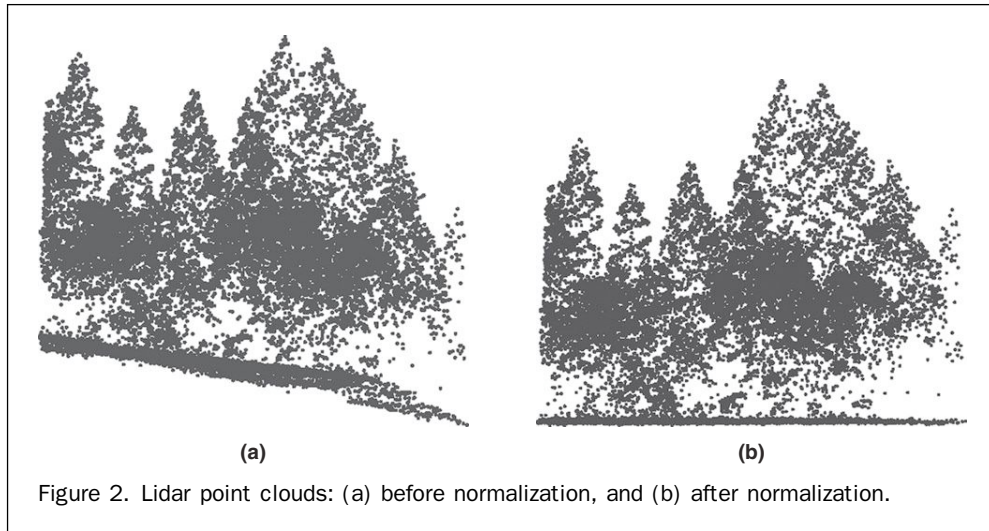 (a)
(b)
Figure 2. Lidar point clouds: (a) before normalization, and (b) after normalization.